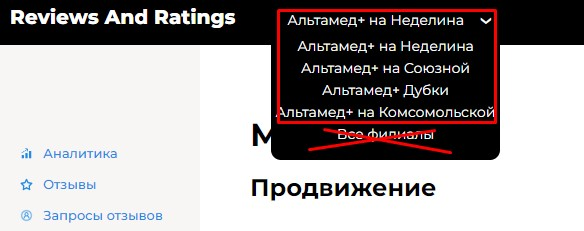 Reviews And Ratings
Альтамед+ на Неделина
Альтамед+ на Неделина
Альтамед+ на Союзной
Альтамед+ Дубки
Альтамед+ на Комсомольской
Все филиалы
М
Продвижение
Аналитика
Отзывы
Запросы отзывов